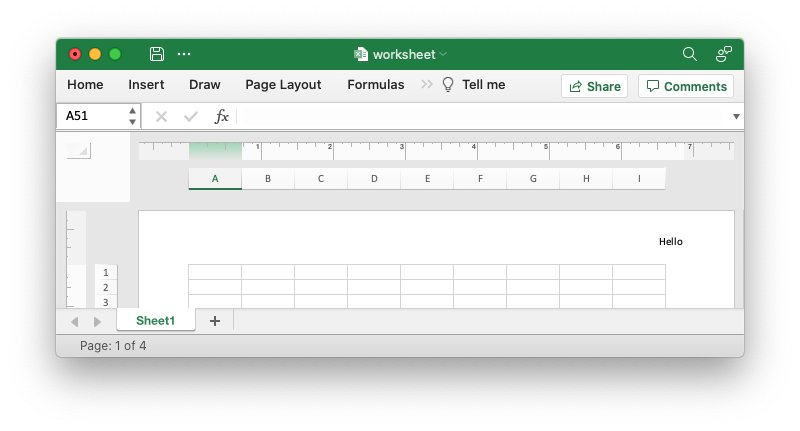 worksheet
Home Insert Draw Page Layout Formulas Tell me Share Comments
A51 fx
1 2 3 4 5 6 7
A B C D E F G H I
Hello
1
2
3
Sheet1 +
Page: 1 of 4